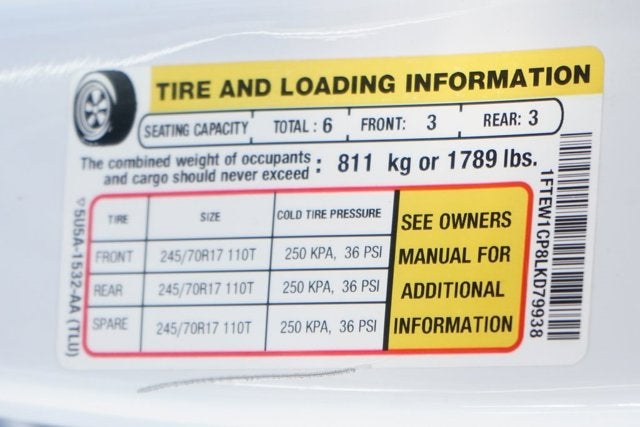 TIRE AND LOADING INFORMATION
SEATING CAPACITY TOTAL : 6 FRONT: 3 REAR: 3
The combined weight of occupants
and cargo should never exceed : 811 kg or 1789 lbs.
TIRE SIZE COLD TIRE PRESSURE
FRONT 245/70R17 110T 250 KPA, 36 PSI
REAR 245/70R17 110T 250 KPA, 36 PSI
SPARE 245/70R17 110T 250 KPA, 36 PSI
SEE OWNERS
MANUAL FOR
ADDITIONAL
INFORMATION
5U5A-1532-AA (TLU)
1FTEW1CP8LKD79938